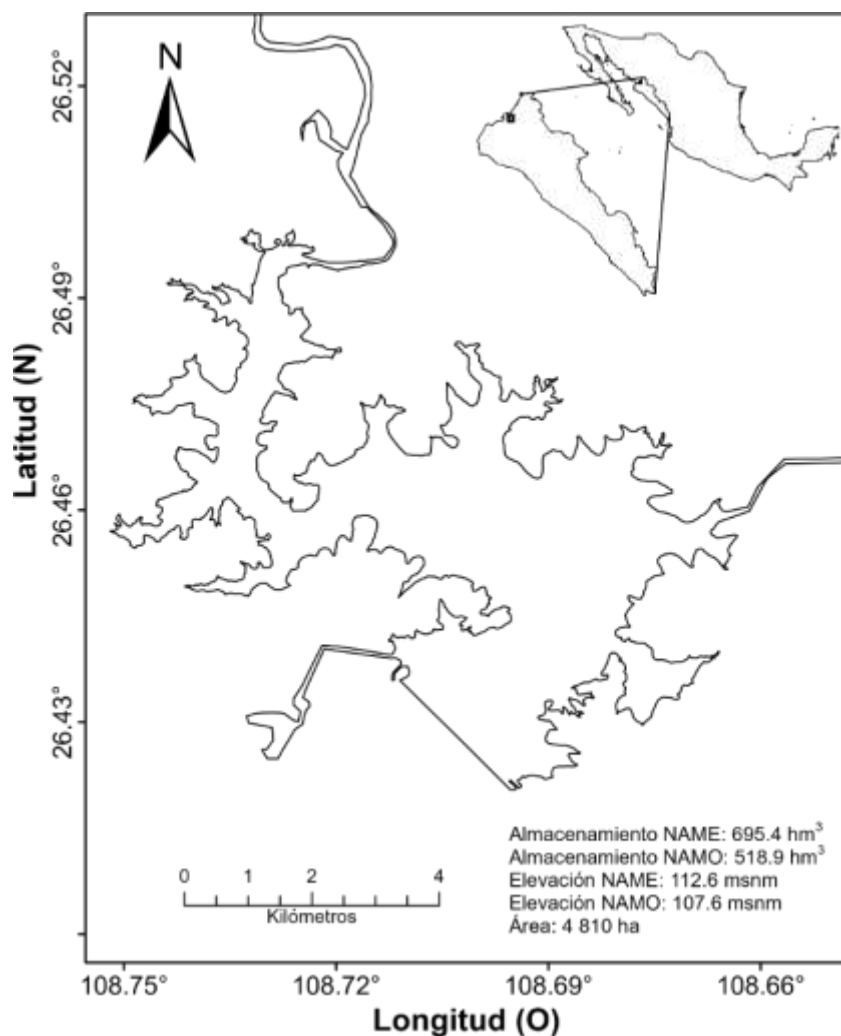 N
26.52°
26.49°
26.46°
26.43°
Latitud (N)
0 1 2 4
Kilómetros
Almacenamiento NAME: 695.4 hm³
Almacenamiento NAMO: 518.9 hm³
Elevación NAME: 112.6 msnm
Elevación NAMO: 107.6 msnm
Área: 4 810 ha
108.75° 108.72° 108.69° 108.66°
Longitud (O)